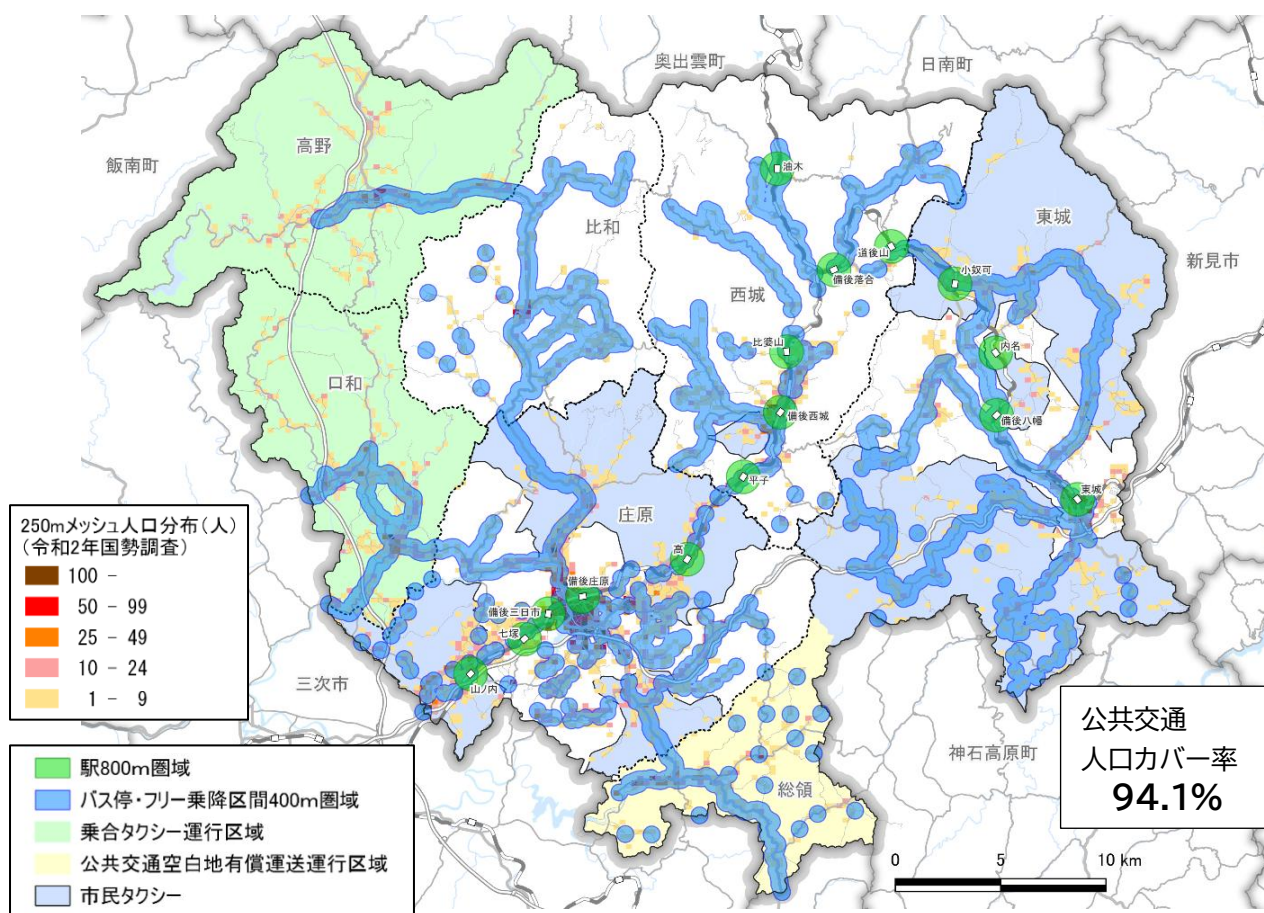 奥出雲町
日南町
高野
飯南町
油木
比和
東城
道後山
新見市
小奴可
備後落合
西城
比婆山
内名
口和
備後西城
備後八幡
平子
東城
庄原
高
備後庄原
備後三日市
七塚
山ノ内
三次市
神石高原町
総領
250mメッシュ人口分布(人)
(令和2年国勢調査)
100 -
50 - 99
25 - 49
10 - 24
1 - 9
駅800m圏域
バス停・フリー乗降区間400m圏域
乗合タクシー運行区域
公共交通空白地有償運送運行区域
市民タクシー
公共交通
人口カバー率
94.1%
0 5 10 km